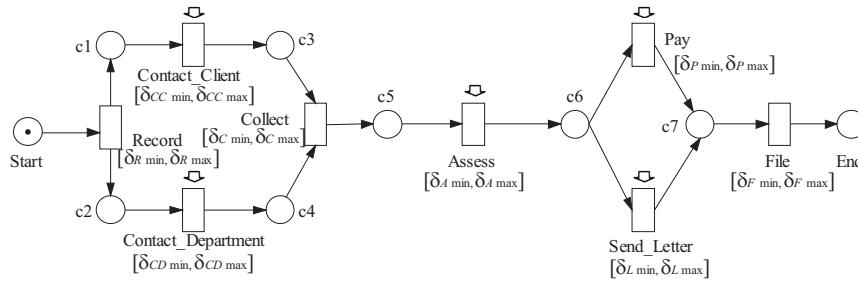 c1
c3
Contact_Client
[δCC min, δCC max]
Pay
[δP min, δP max]
Collect
[δC min, δC max]
c5
c6
c7
Start
Record
[δR min, δR max]
Assess
[δA min, δA max]
File
[δF min, δF max]
End
c2
c4
Contact_Department
[δCD min, δCD max]
Send_Letter
[δL min, δL max]